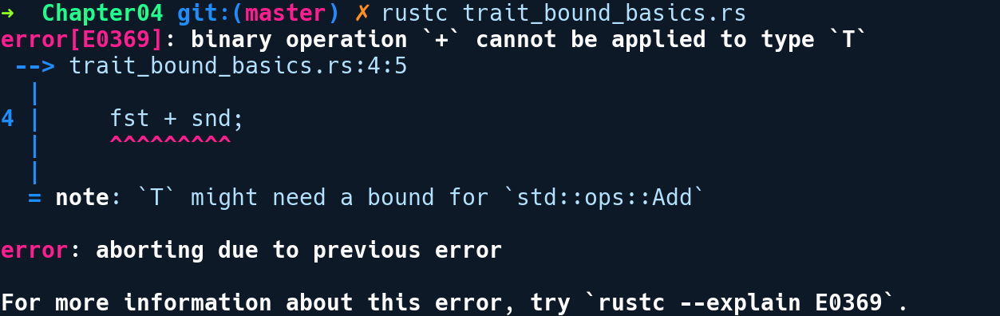 ➜  Chapter04 git:(master) ✗ rustc trait_bound_basics.rs
error[E0369]: binary operation `+` cannot be applied to type `T`
 --> trait_bound_basics.rs:4:5
  |
4 |     fst + snd;
  |     ^^^^^^^^^
  |
  = note: `T` might need a bound for `std::ops::Add`

error: aborting due to previous error

For more information about this error, try `rustc --explain E0369`.